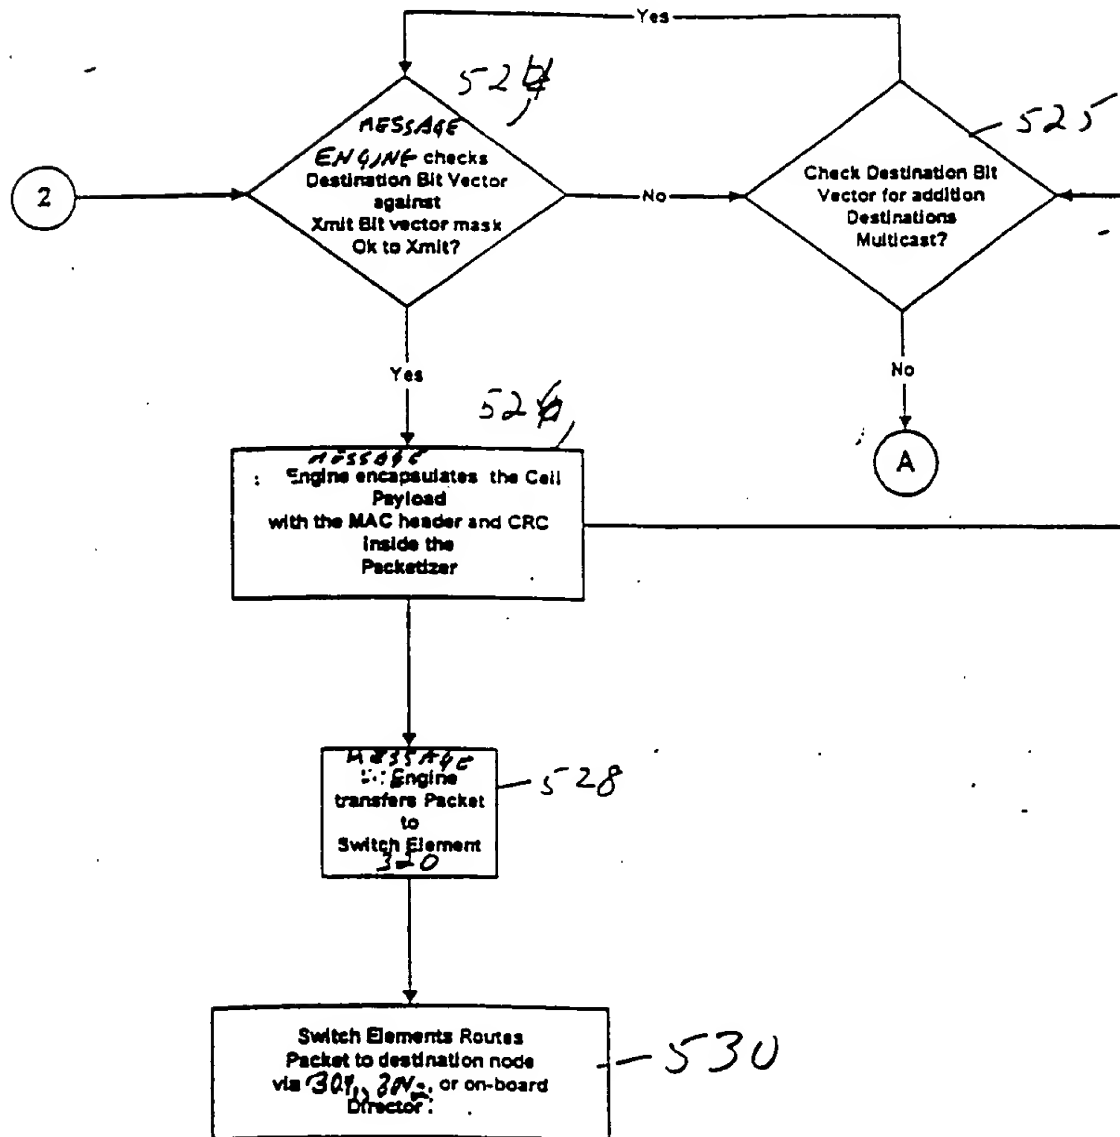 Yes
524
MESSAGE
ENGINE checks
Destination Bit Vector
against
Xmit Bit vector mask
Ok to Xmit?
2
No
525
Check Destination Bit
Vector for addition
Destinations
Multicast?
Yes
No
A
526
MESSAGE
Engine encapsulates the Cell
Payload
with the MAC header and CRC
inside the
Packetizer
MESSAGE
Engine
transfers Packet
to
Switch Element
320
528
Switch Elements Routes
Packet to destination node
via or on-board
Director
530